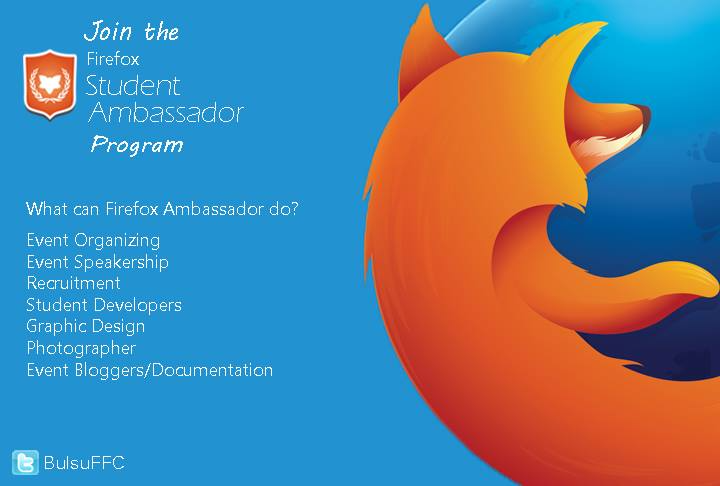 Join the
Firefox
Student
Ambassador
Program
What can Firefox Ambassador do?
Event Organizing
Event Speakership
Recruitment
Student Developers
Graphic Design
Photographer
Event Bloggers/Documentation
BulsuFFC